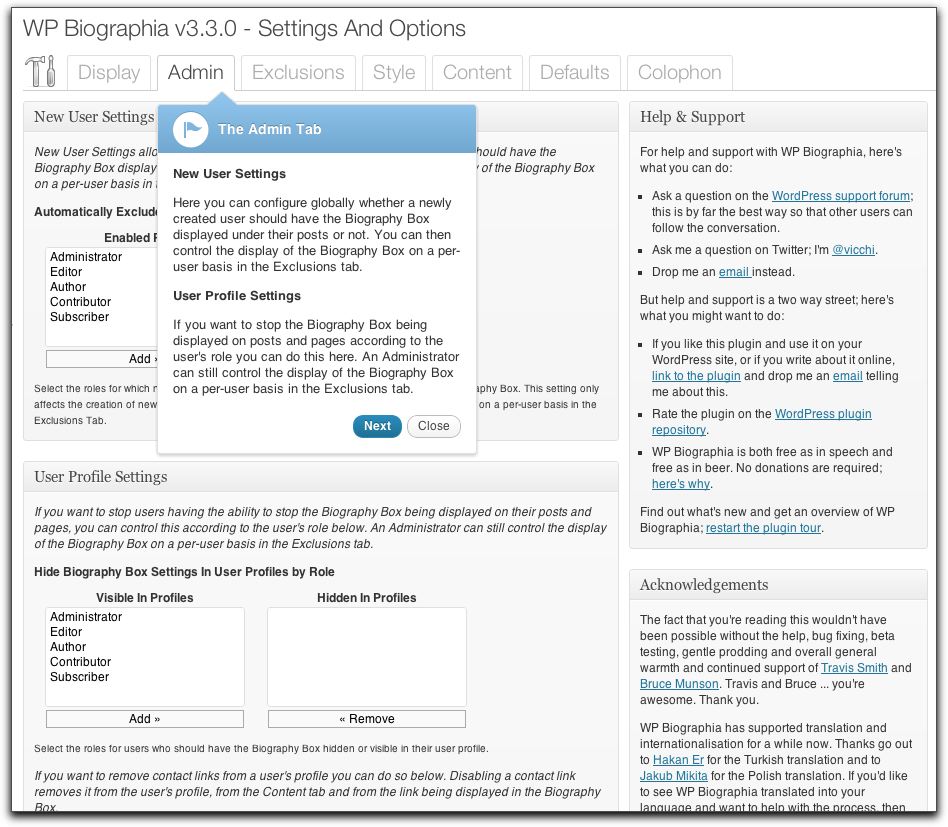 WP Biographia v3.3.0 - Settings And Options
Display
Admin
Exclusions
Style
Content
Defaults
Colophon
New User Settings
New User Settings allo
hould have the
Biography Box display
y of the Biography Box
on a per-user basis in t
Automatically Exclude
Enabled F
Administrator
Editor
Author
Contributor
Subscriber
Add »
Select the roles for which n
aphy Box. This setting only
affects the creation of new
on a per-user basis in the
Exclusions Tab.
The Admin Tab
New User Settings
Here you can configure globally whether a newly
created user should have the Biography Box
displayed under their posts or not. You can then
control the display of the Biography Box on a per-
user basis in the Exclusions tab.
User Profile Settings
If you want to stop the Biography Box being
displayed on posts and pages according to the
user's role you can do this here. An Administrator
can still control the display of the Biography Box
on a per-user basis in the Exclusions tab.
Next
Close
User Profile Settings
If you want to stop users having the ability to stop the Biography Box being displayed on their posts and
pages, you can control this according to the user's role below. An Administrator can still control the display
of the Biography Box on a per-user basis in the Exclusions tab.
Hide Biography Box Settings In User Profiles by Role
Visible In Profiles
Administrator
Editor
Author
Contributor
Subscriber
Add »
Hidden In Profiles
« Remove
Select the roles for users who should have the Biography Box hidden or visible in their user profile.
If you want to remove contact links from a user's profile you can do so below. Disabling a contact link
removes it from the user's profile, from the Content tab and from the link being displayed in the Biography
Box.
Help & Support
For help and support with WP Biographia, here's
what you can do:
Ask a question on the WordPress support forum;
this is by far the best way so that other users can
follow the conversation.
Ask me a question on Twitter; I'm @vicchi.
Drop me an email instead.
But help and support is a two way street; here's
what you might want to do:
If you like this plugin and use it on your
WordPress site, or if you write about it online,
link to the plugin and drop me an email telling
me about this.
Rate the plugin on the WordPress plugin
repository.
WP Biographia is both free as in speech and
free as in beer. No donations are required;
here's why.
Find out what's new and get an overview of WP
Biographia; restart the plugin tour.
Acknowledgements
The fact that you're reading this wouldn't have
been possible without the help, bug fixing, beta
testing, gentle prodding and overall general
warmth and continued support of Travis Smith and
Bruce Munson. Travis and Bruce ... you're
awesome. Thank you.
WP Biographia has supported translation and
internationalisation for a while now. Thanks go out
to Hakan Er for the Turkish translation and to
Jakub Mikita for the Polish translation. If you'd like
to see WP Biographia translated into your
language and want to help with the process, then